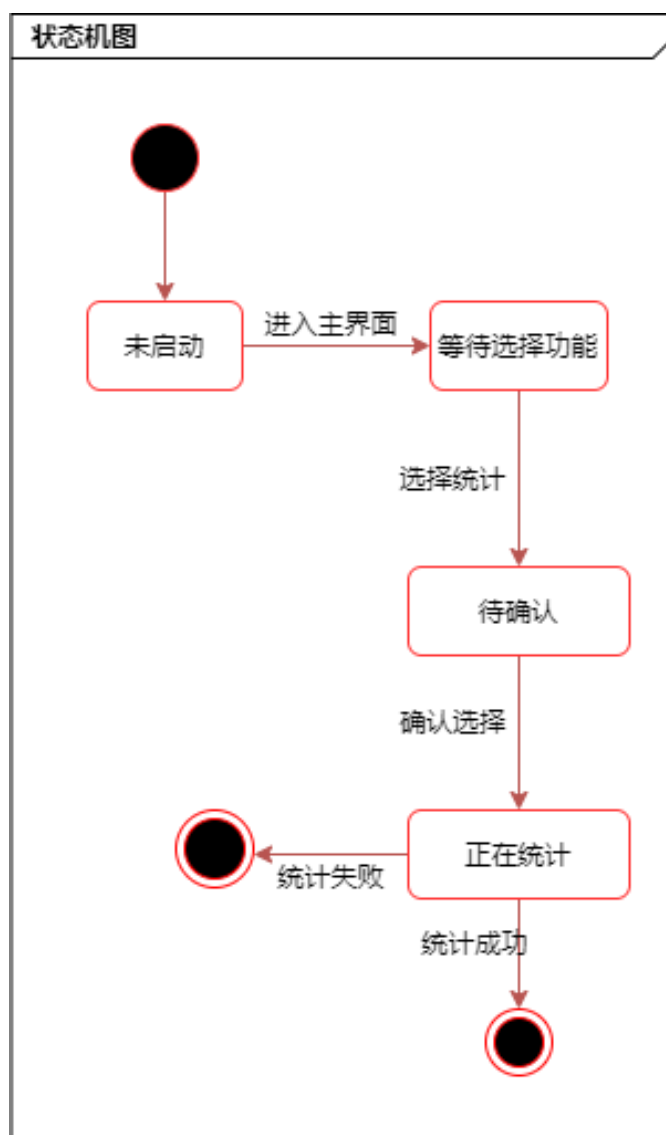 状态机图
未启动
进入主界面
等待选择功能
选择统计
待确认
确认选择
正在统计
统计失败
统计成功